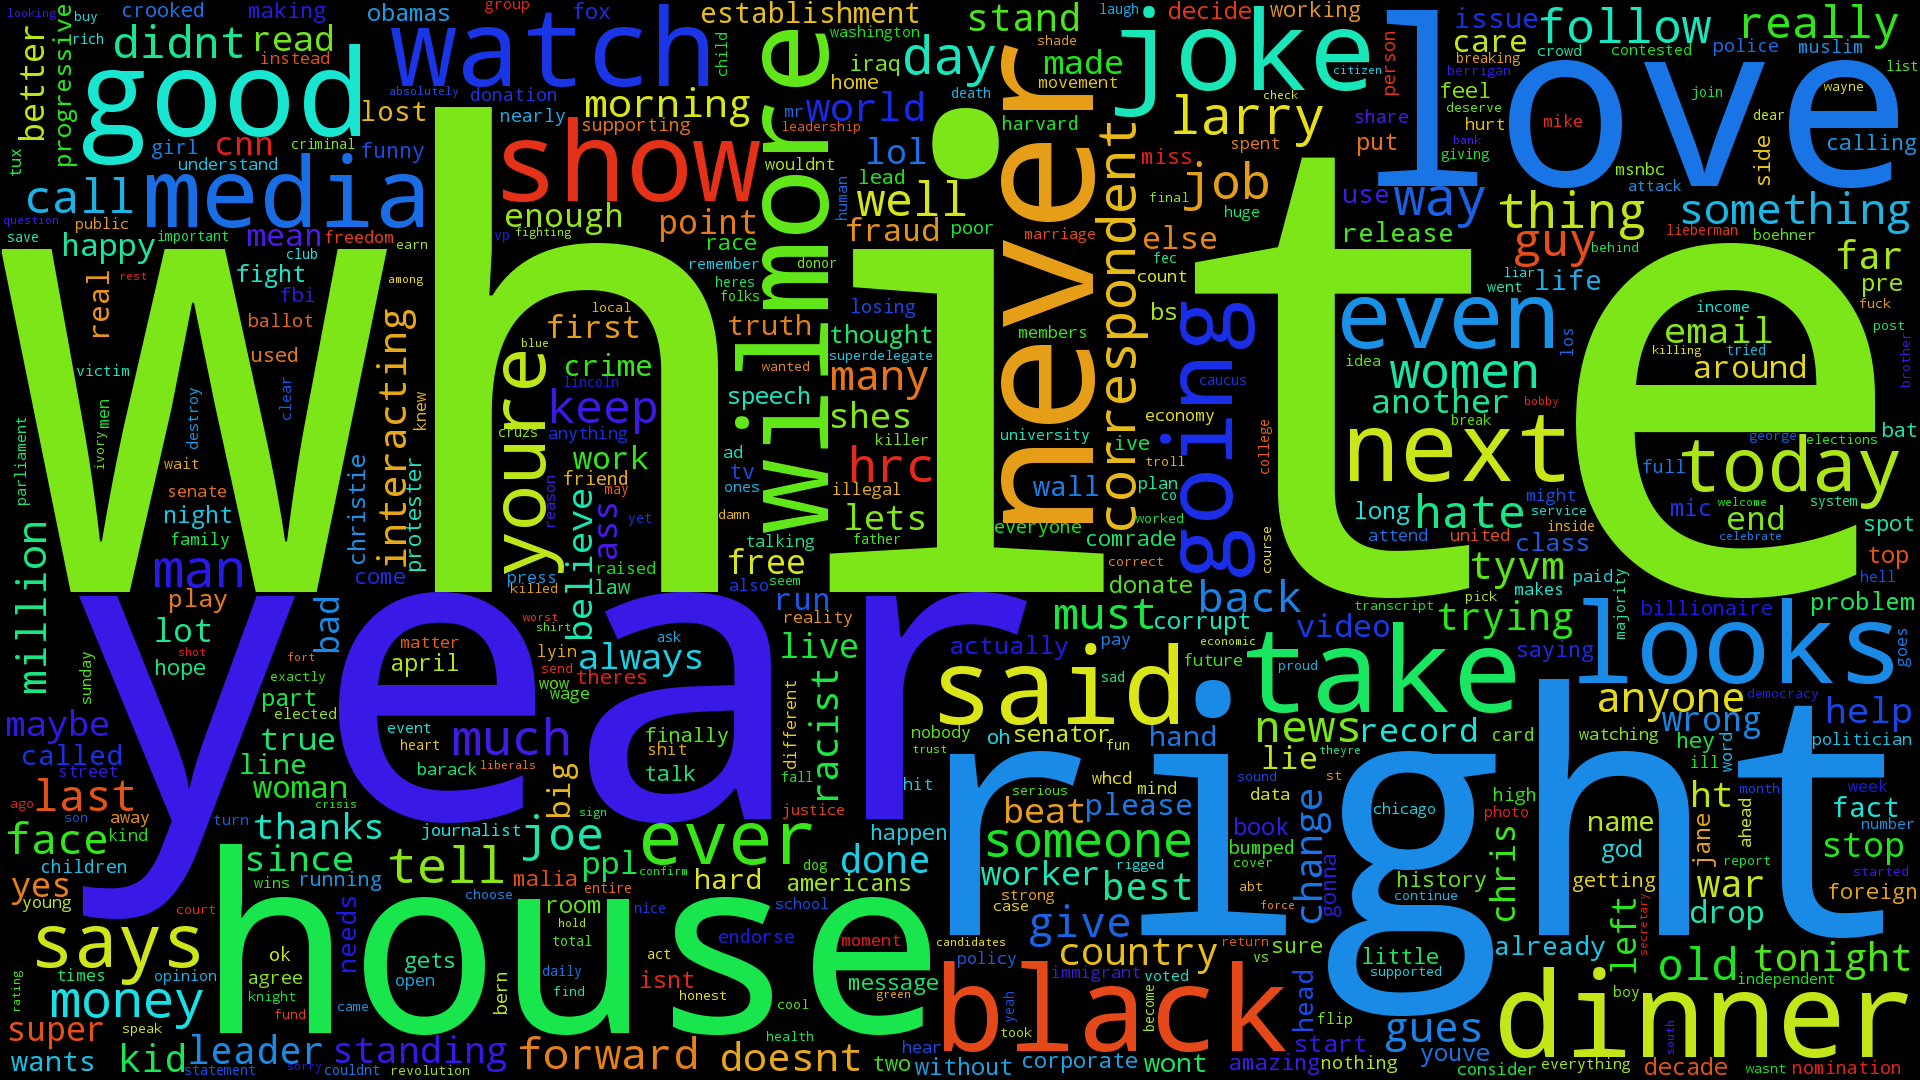 looking
buy
rich
crooked
making
obamas
group
fox
establishment
stand
laugh
decide
working
issue
follow
really
better
progressive
didnt
read
instead
watch
child
washington
shade
joke
care
crowd
contested
police
muslim
list
good
absolutely
donation
lost
morning
more
iraq
day
made
home
movement
citizen
person
breaking
berrigan
love
join
wayne
tux
girl
cnn
criminal
funny
nearly
supporting
mr
world
death
check
feel
deserve
dear
understand
show
leadership
harvard
larry
share
hurt
mike
calling
call
media
wouldnt
lol
never
spent
put
bank
giving
side
question
public
happy
save
important
mean
freedom
earn
enough
point
human
lead
well
miss
job
use
way
msnbc
attack
thing
something
vp
fighting
race
fraud
poor
marriage
final
huge
release
guy
lieberman
boehner
behind
white
club
rest
fight
among
remember
donor
heres
folks
correspondent
else
fec
count
liar
went
life
far
pre
real
fbi
ballot
used
interacting
local
first
truth
losing
thought
members
bs
going
even
los
income
email
fuck
post
victim
blue
youre
crime
wanted
superdelegate
idea
killing
tried
around
brother
destroy
clear
knew
lincoln
keep
speech
many
caucus
women
another
bobby
men
ivory
parliament
cruzs
anything
wilmore
shes
killer
economy
university
break
next
george
elections
bat
wait
senate
night
family
christie
protester
work
friend
ad
tv
ones
hrc
illegal
wall
ive
troll
plan
co
college
full
today
million
reason
may
yet
damn
lets
everyone
worked
comrade
long
hate
might
service
mic
welcome
system
end
spot
man
come
believe
ass
free
talking
father
correct
course
attend
united
inside
class
celebrate
top
play
press
killed
raised
law
also
seem
donate
back
tyvm
makes
paid
hell
year
lot
hope
shot
bad
matter
april
worst
shirt
lyin
send
wow
wage
always
ask
theres
run
reality
live
must
corrupt
actually
pay
economic
future
transcript
pick
video
trying
majority
billionaire
problem
sunday
fort
exactly
part
elected
racist
different
said
sad
take
proud
saying
looks
goes
maybe
called
street
true
line
woman
crisis
event
heart
barack
much
liberals
big
finally
shit
talk
nobody
trust
oh
senator
fun
hand
news
record
lie
theyre
card
anyone
wrong
watching
democracy
help
politician
hey
ill
word
ago
last
son
away
turn
fall
justice
hit
right
serious
whcd
mind
sound
data
st
chicago
high
photo
ht
month
week
fact
number
face
kind
children
thanks
since
journalist
joe
sign
ever
happen
beat
please
someone
book
bumped
change
name
god
jane
ahead
report
stop
started
yes
young
wins
running
tell
choose
ppl
malia
entire
dog
confirm
hard
americans
done
worker
rigged
best
cover
abt
history
continue
chris
getting
war
foreign
court
house
room
hold
nice
school
strong
case
give
force
gonna
drop
secretary
says
ok
agree
needs
gets
open
total
daily
find
act
isnt
endorse
moment
candidates
policy
country
return
vs
sure
little
supported
already
left
old
tonight
independent
rating
times
opinion
money
knight
fund
came
bern
honest
cool
message
green
black
immigrant
voted
become
head
boy
dinner
super
speak
health
yeah
took
flip
gues
south
wants
kid
leader
statement
sorry
standing
couldnt
revolution
forward
doesnt
two
hear
without
corporate
wont
amazing
start
nothing
youve
consider
everything
decade
wasnt
nomination